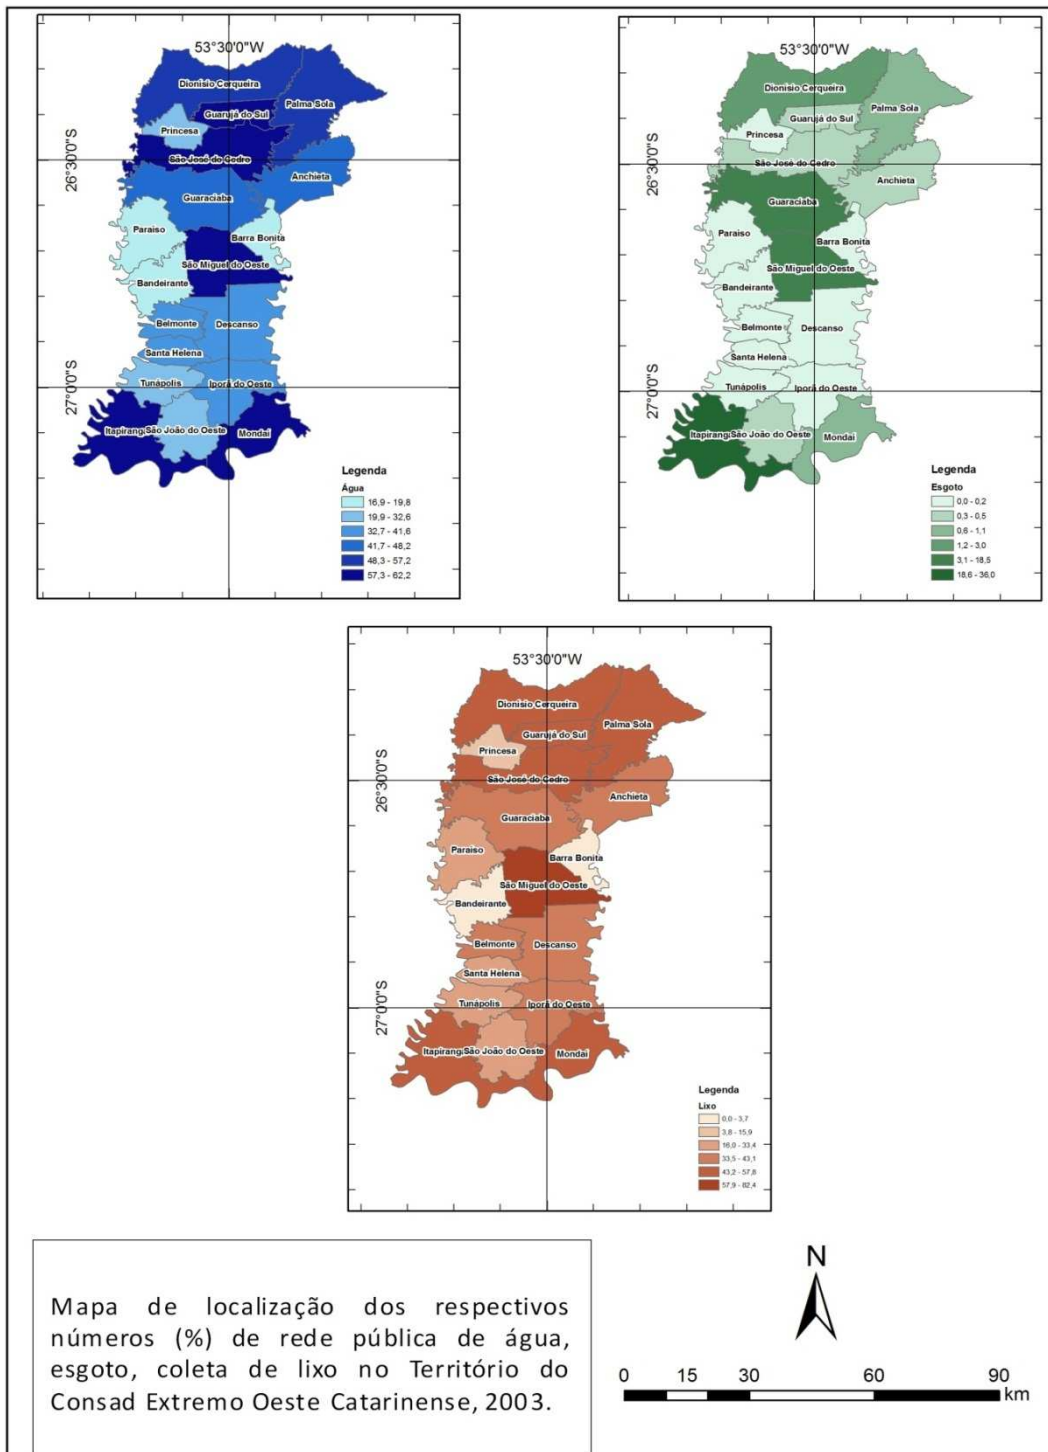 53°30'0"W
26°30'0"S
27°0'0"S
Dionísio Cerqueira
Palma Sola
Guarujá do Sul
Princesa
São José do Cedro
Anchieta
Guaraciaba
Paraíso
Barra Bonita
São Miguel do Oeste
Bandeirante
Belmonte
Descanso
Santa Helena
Tunápolis
Iporã do Oeste
Itapiranga
São João do Oeste
Mondaí
Legenda
Água
16,9 - 19,8
19,9 - 32,6
32,7 - 41,6
41,7 - 48,2
48,3 - 57,2
57,3 - 62,2
53°30'0"W
26°30'0"S
27°0'0"S
Dionísio Cerqueira
Palma Sola
Guarujá do Sul
Princesa
São José do Cedro
Anchieta
Guaraciaba
Paraíso
Barra Bonita
São Miguel do Oeste
Bandeirante
Belmonte
Descanso
Santa Helena
Tunápolis
Iporã do Oeste
Itapiranga
São João do Oeste
Mondaí
Legenda
Esgoto
0,0 - 0,2
0,3 - 0,5
0,6 - 1,1
1,2 - 3,0
3,1 - 18,5
18,6 - 36,0
53°30'0"W
26°30'0"S
27°0'0"S
Dionísio Cerqueira
Palma Sola
Guarujá do Sul
Princesa
São José do Cedro
Anchieta
Guaraciaba
Paraíso
Barra Bonita
São Miguel do Oeste
Bandeirante
Belmonte
Descanso
Santa Helena
Tunápolis
Iporã do Oeste
Itapiranga
São João do Oeste
Mondaí
Legenda
Lixo
0,0 - 3,7
3,8 - 15,9
16,0 - 33,4
33,5 - 43,1
43,2 - 57,8
57,9 - 82,4
Mapa de localização dos respectivos
números (%) de rede pública de água,
esgoto, coleta de lixo no Território do
Consad Extremo Oeste Catarinense, 2003.
N
0 15 30 60 90
km